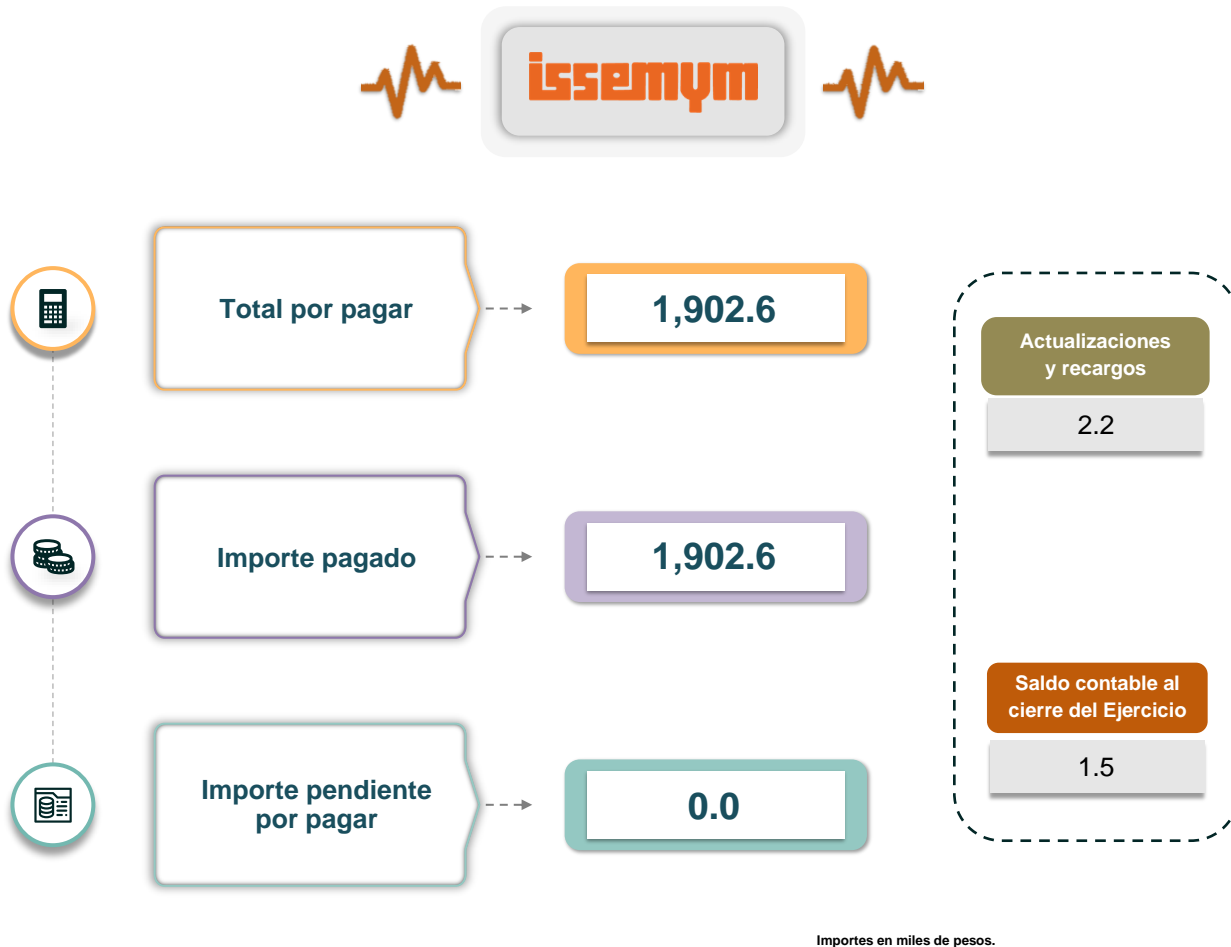 issemym
Total por pagar
1,902.6
Actualizaciones
y recargos
2.2
Importe pagado
1,902.6
Saldo contable al
cierre del Ejercicio
1.5
Importe pendiente
por pagar
0.0
Importes en miles de pesos.